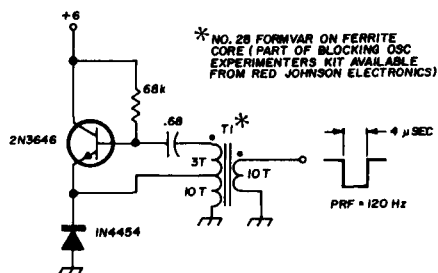 +6
* NO. 28 FORMVAR ON FERRITE
CORE (PART OF BLOCKING OSC
EXPERIMENTERS KIT AVAILABLE
FROM RED JOHNSON ELECTRONICS)
68k
2N3646
.68
T1*
3T
10T
10T
4 µSEC
PRF = 120 Hz
1N4454